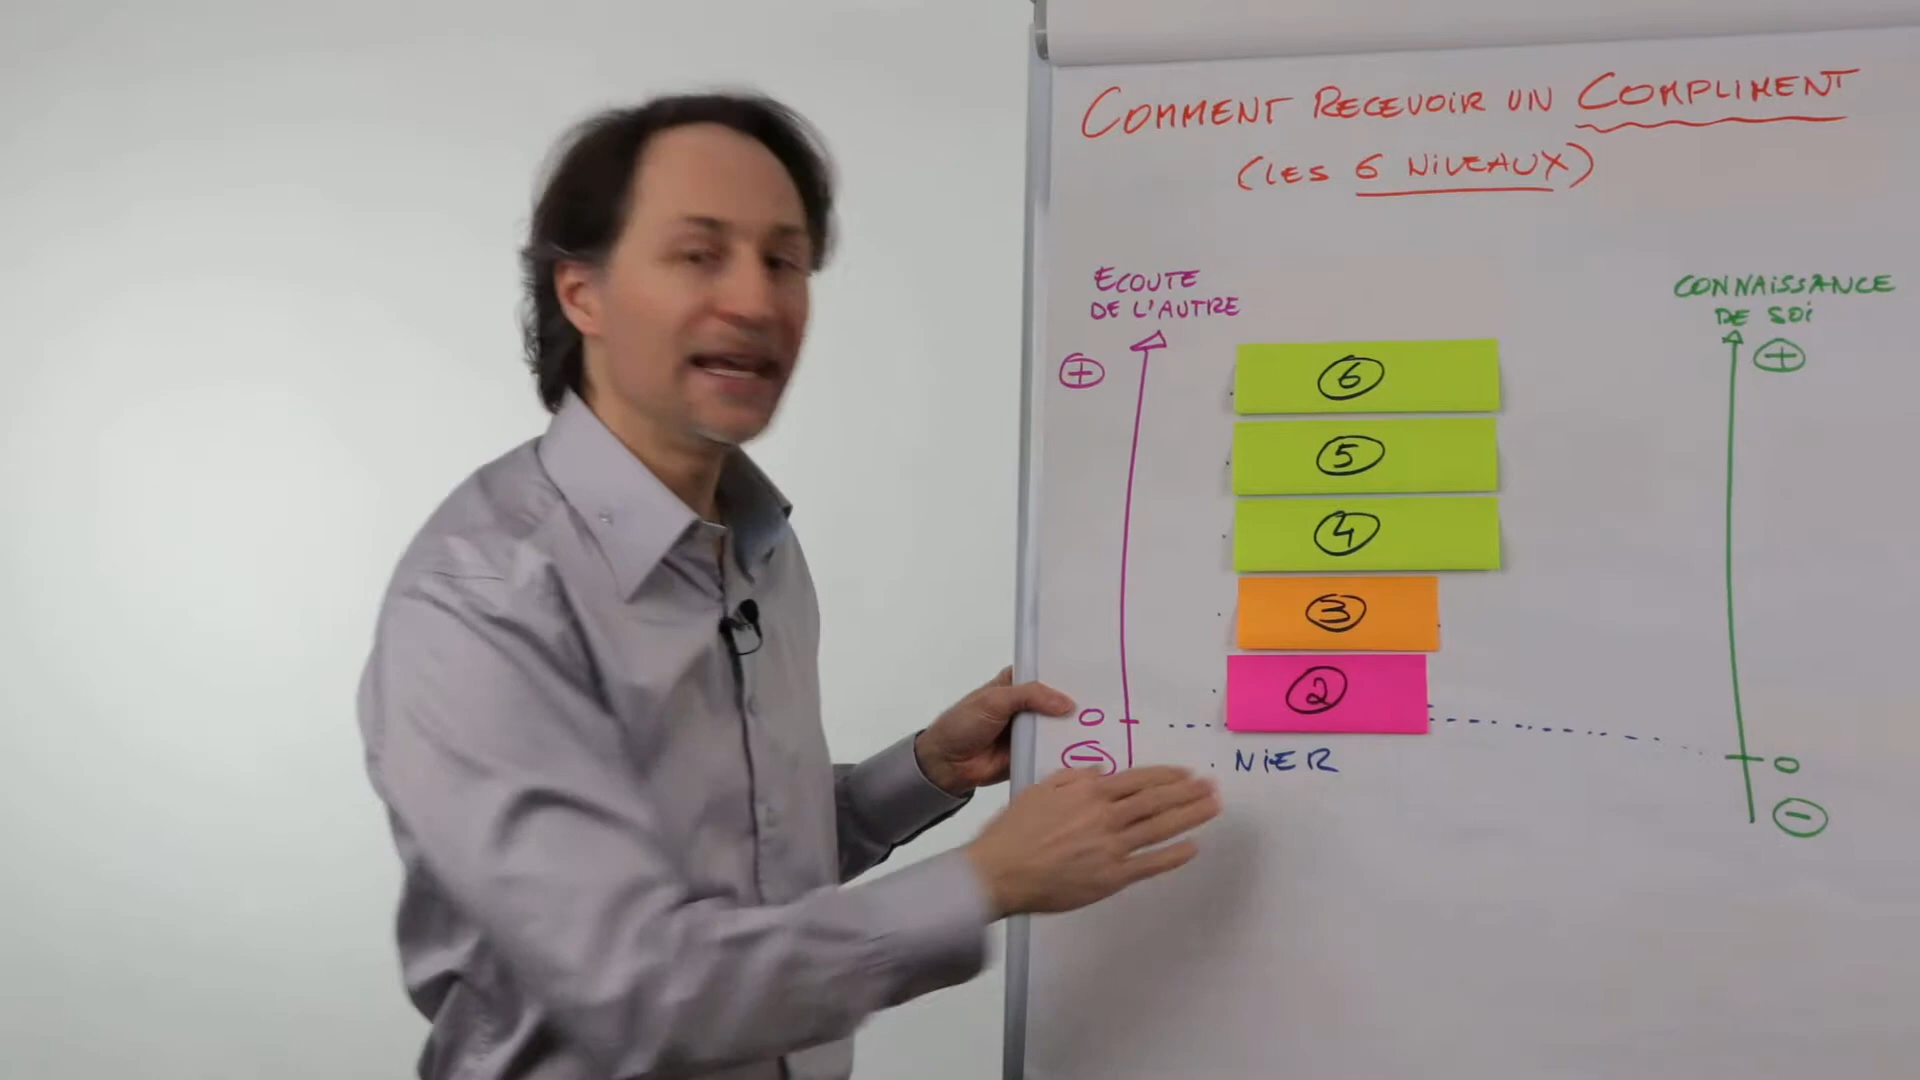 COMMENT RECEVOIR UN COMPLIMENT
(LES 6 NIVEAUX)
ECOUTE
DE L'AUTRE
CONNAISSANCE
DE SOI
+
+
6
5
4
3
2
0
-
NIER
0
-